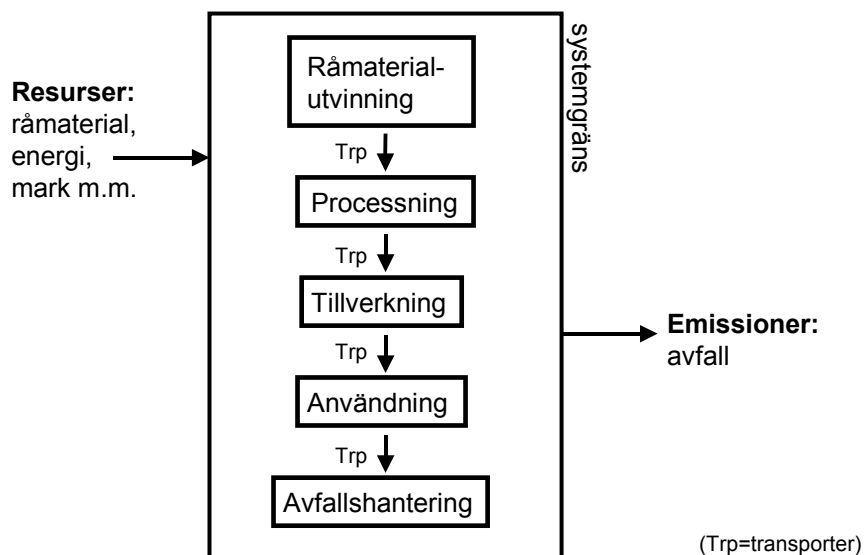 systemgräns
Råmaterial-
utvinning
Resurser:
råmaterial,
energi,
mark m.m.
Trp
Processning
Trp
Tillverkning
Trp
Användning
Trp
Avfallshantering
Emissioner:
avfall
(Trp=transporter)